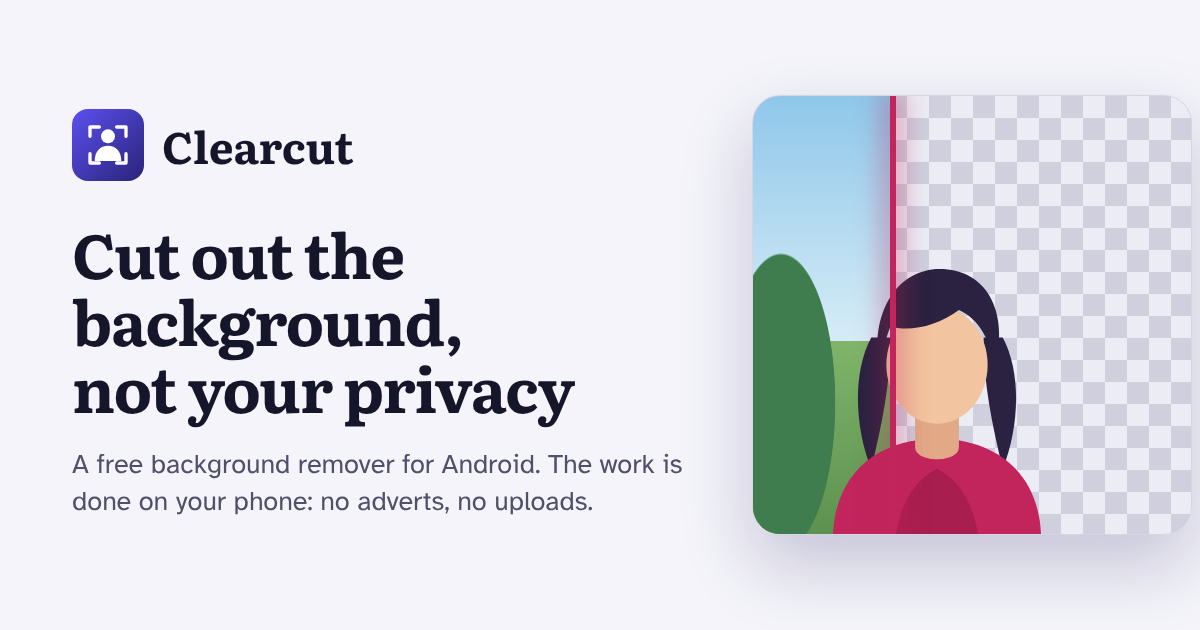 Clearcut
Cut out the
background,
not your privacy
A free background remover for Android. The work is
done on your phone: no adverts, no uploads.